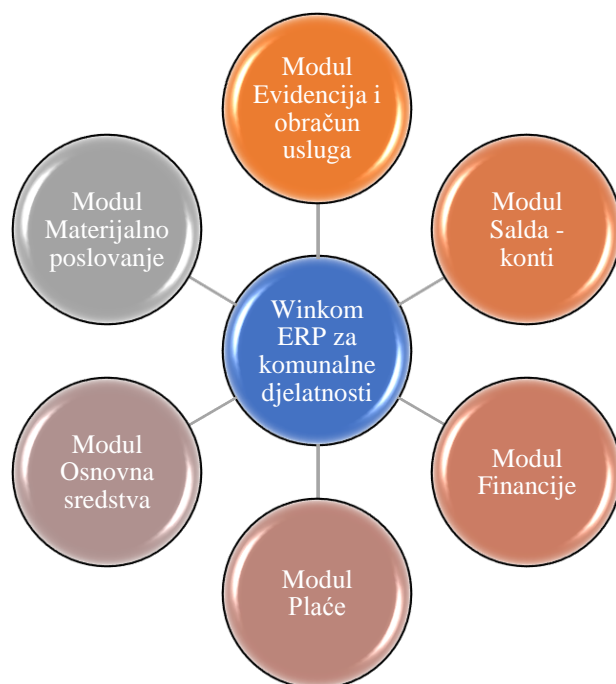 Modul
Evidencija i
obračun
usluga
Modul
Materijalno
poslovanje
Modul
Salda -
konti
Winkom
ERP za
komunalne
djelatnosti
Modul
Osnovna
sredstva
Modul
Financije
Modul
Plaće